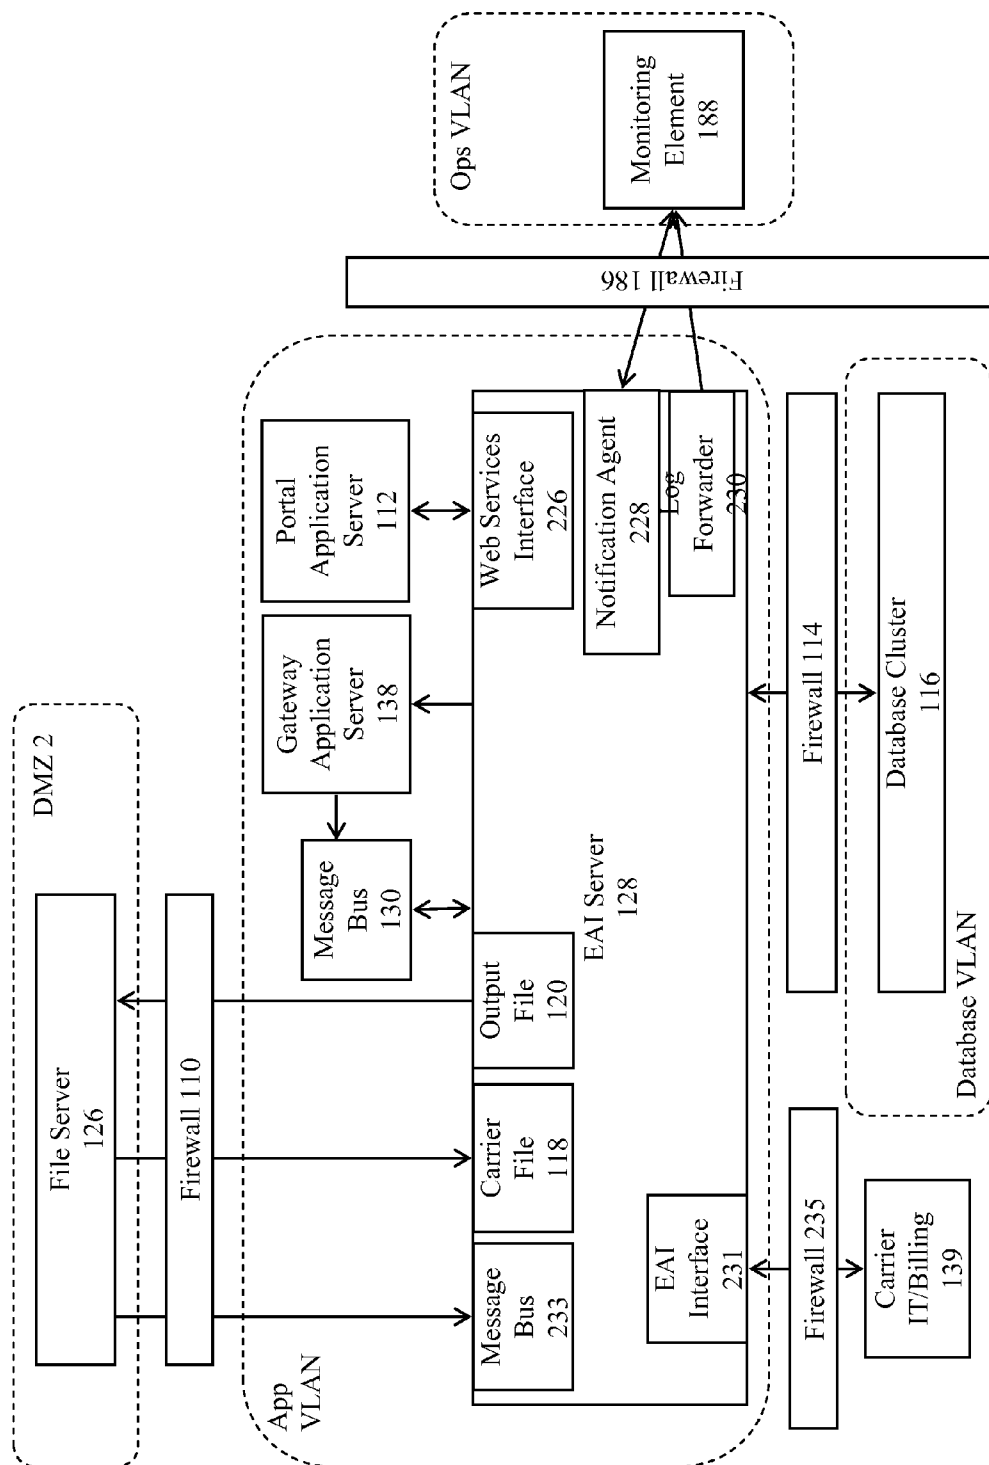 DMZ 2
File Server
126
Firewall 110
App
VLAN
Message
Bus
130
Gateway
Application
Server
138
Portal
Application
Server
112
Message
Bus
233
Carrier
File
118
Output
File
120
EAI Server
128
Web Services
Interface
226
Notification Agent
228
Log
Forwarder
230
EAI
Interface
231
Firewall 186
Ops VLAN
Monitoring
Element
188
Firewall 235
Carrier
IT/Billing
139
Firewall 114
Database Cluster
116
Database VLAN